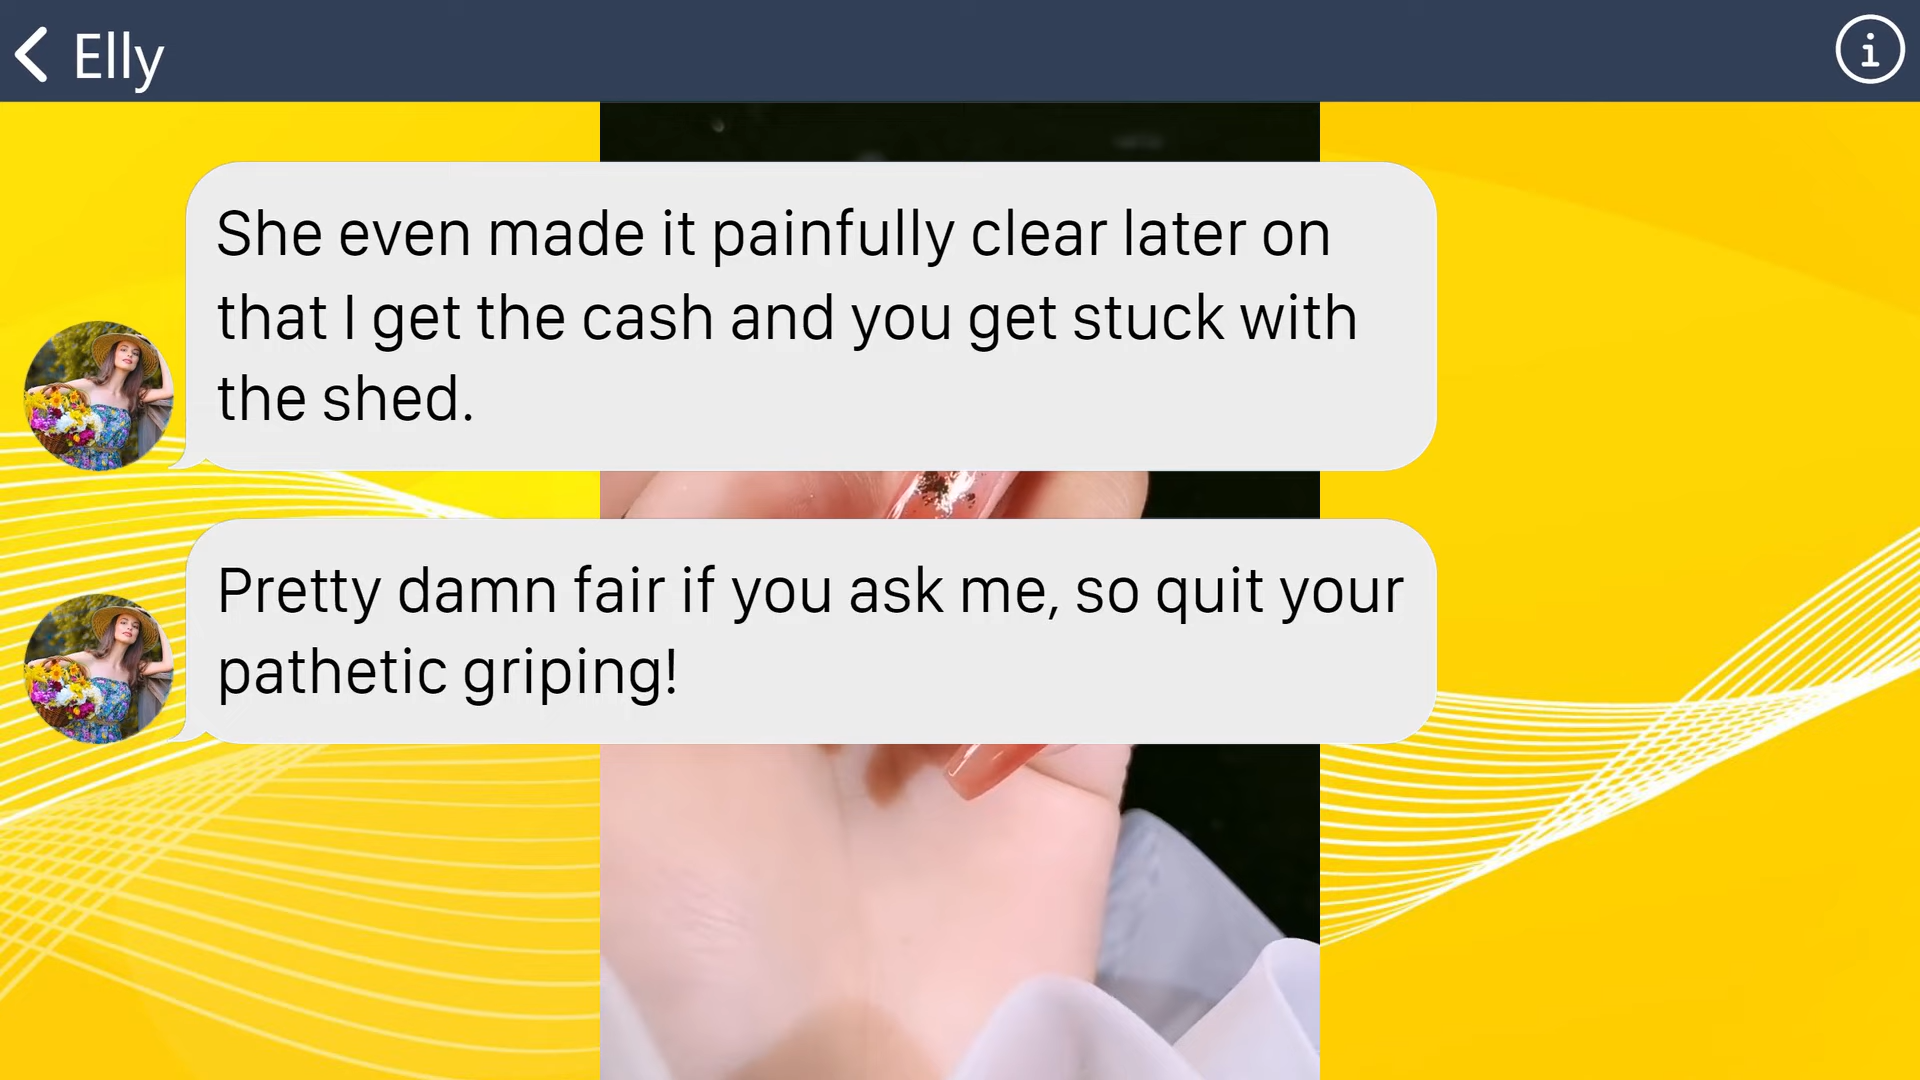 Elly
She even made it painfully clear later on
that I get the cash and you get stuck with
the shed.
Pretty damn fair if you ask me, so quit your
pathetic griping!